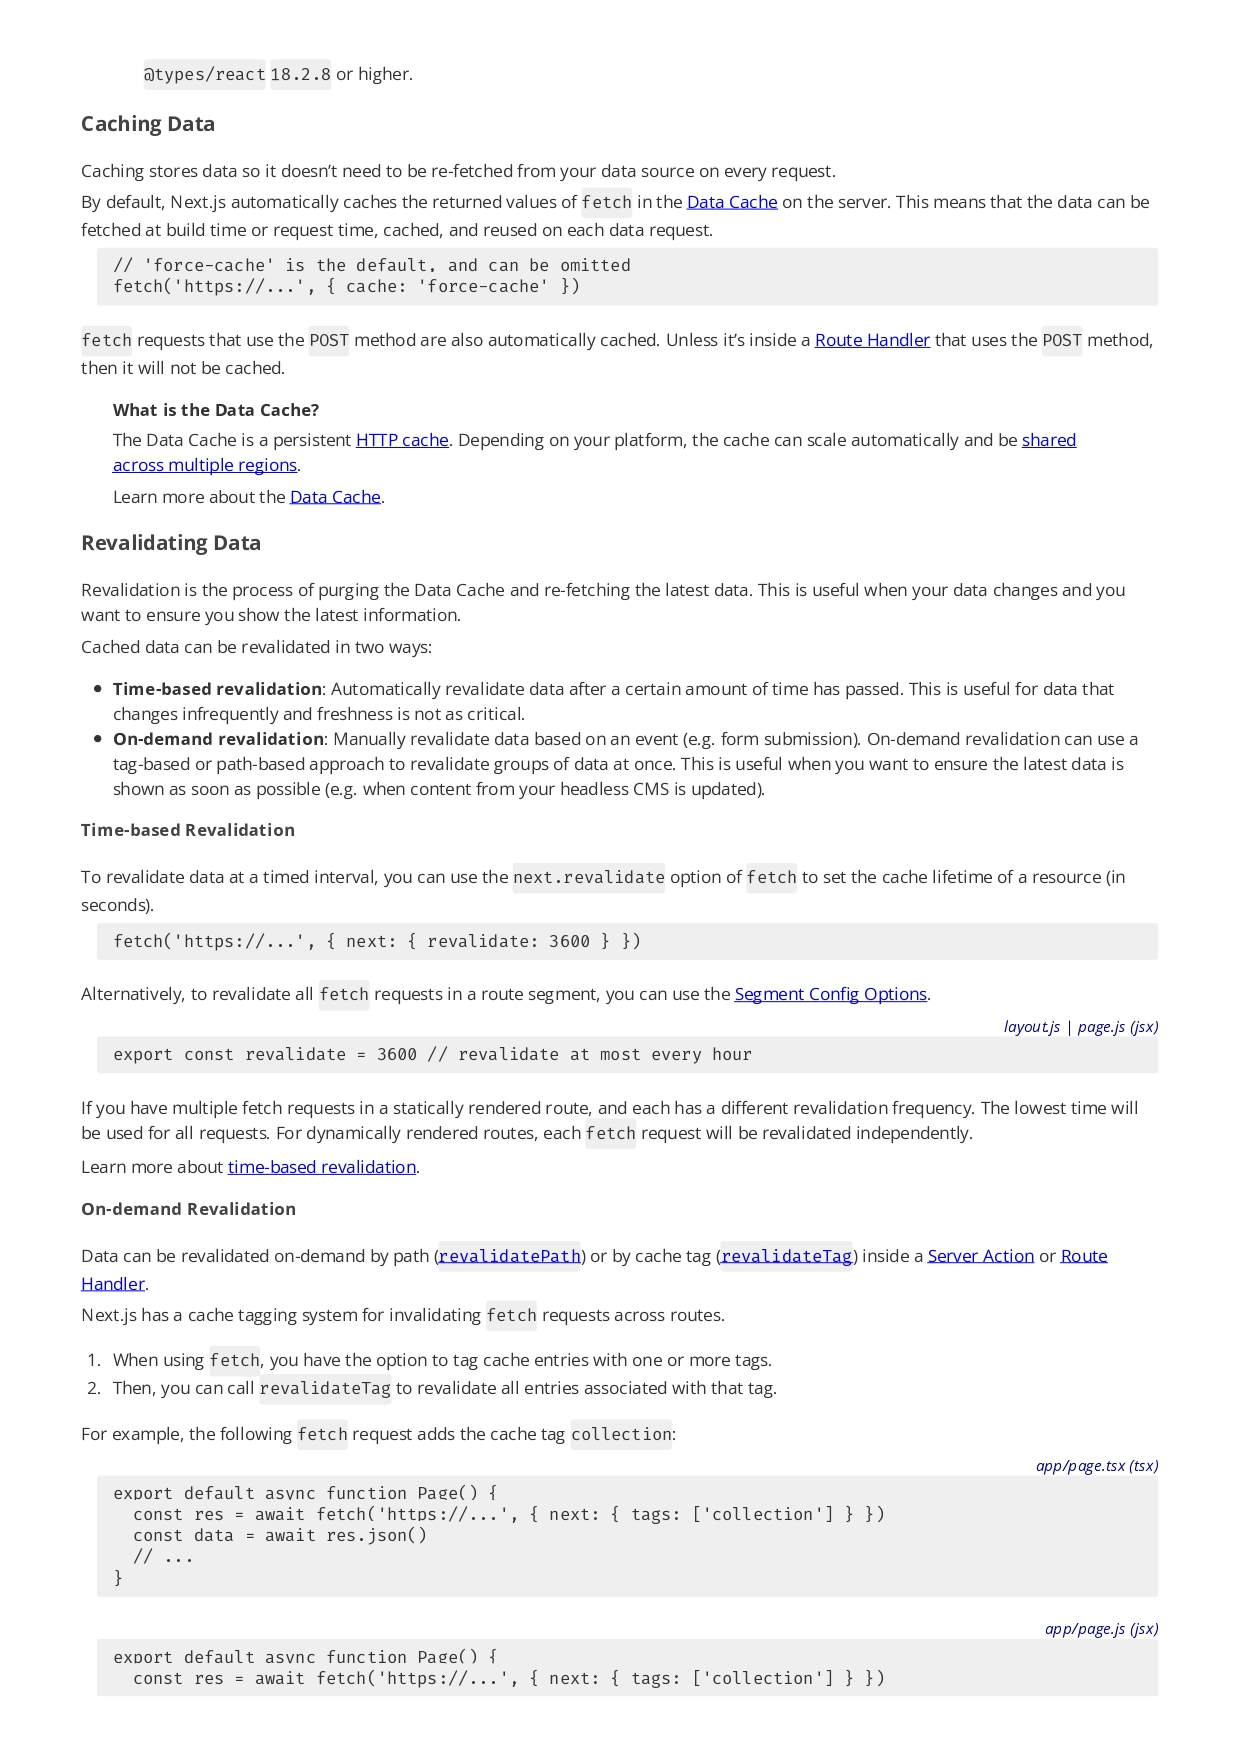 @types/react 18.2.8 or higher.
Caching Data
Caching stores data so it doesn’t need to be re-fetched from your data source on every request.
By default, Next.js automatically caches the returned values of fetch in the Data Cache on the server. This means that the data can be
fetched at build time or request time, cached, and reused on each data request.
// 'force-cache' is the default, and can be omitted
fetch('https://...', { cache: 'force-cache' })
fetch requests that use the POST method are also automatically cached. Unless it’s inside a Route Handler that uses the POST method,
then it will not be cached.
What is the Data Cache?
The Data Cache is a persistent HTTP cache. Depending on your platform, the cache can scale automatically and be shared
across multiple regions.
Learn more about the Data Cache.
Revalidating Data
Revalidation is the process of purging the Data Cache and re-fetching the latest data. This is useful when your data changes and you
want to ensure you show the latest information.
Cached data can be revalidated in two ways:
• Time-based revalidation: Automatically revalidate data after a certain amount of time has passed. This is useful for data that
changes infrequently and freshness is not as critical.
• On-demand revalidation: Manually revalidate data based on an event (e.g. form submission). On-demand revalidation can use a
tag-based or path-based approach to revalidate groups of data at once. This is useful when you want to ensure the latest data is
shown as soon as possible (e.g. when content from your headless CMS is updated).
Time-based Revalidation
To revalidate data at a timed interval, you can use the next.revalidate option of fetch to set the cache lifetime of a resource (in
seconds).
fetch('https://...', { next: { revalidate: 3600 } })
Alternatively, to revalidate all fetch requests in a route segment, you can use the Segment Config Options.
layout.js | page.js (jsx)
export const revalidate = 3600 // revalidate at most every hour
If you have multiple fetch requests in a statically rendered route, and each has a different revalidation frequency. The lowest time will
be used for all requests. For dynamically rendered routes, each fetch request will be revalidated independently.
Learn more about time-based revalidation.
On-demand Revalidation
Data can be revalidated on-demand by path (revalidatePath) or by cache tag (revalidateTag) inside a Server Action or Route
Handler.
Next.js has a cache tagging system for invalidating fetch requests across routes.
1. When using fetch, you have the option to tag cache entries with one or more tags.
2. Then, you can call revalidateTag to revalidate all entries associated with that tag.
For example, the following fetch request adds the cache tag collection:
app/page.tsx (tsx)
export default async function Page() {
  const res = await fetch('https://...', { next: { tags: ['collection'] } })
  const data = await res.json()
  // ...
}
app/page.js (jsx)
export default async function Page() {
  const res = await fetch('https://...', { next: { tags: ['collection'] } })